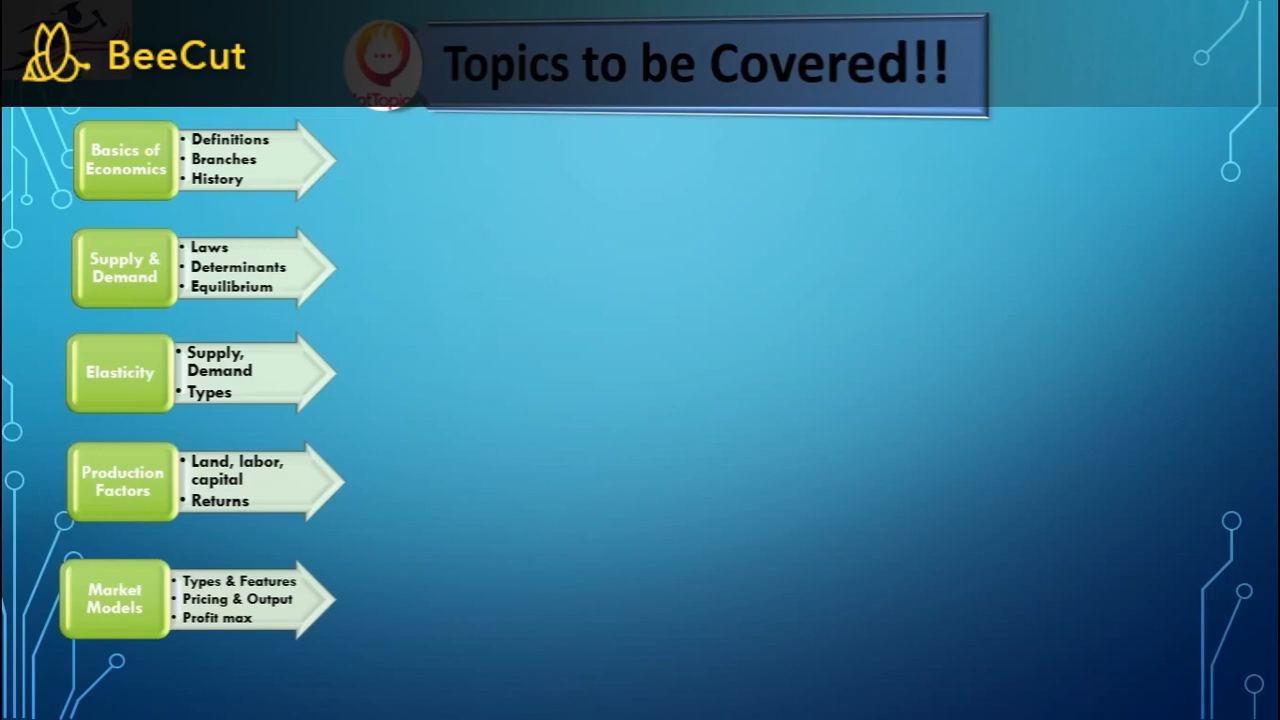 BeeCut
Topics to be Covered!!
Basics of
Economics
• Definitions
• Branches
• History
Supply &
Demand
• Laws
• Determinants
• Equilibrium
Elasticity
• Supply,
Demand
• Types
Production
Factors
• Land, labor,
capital
• Returns
Market
Models
• Types & Features
• Pricing & Output
• Profit max